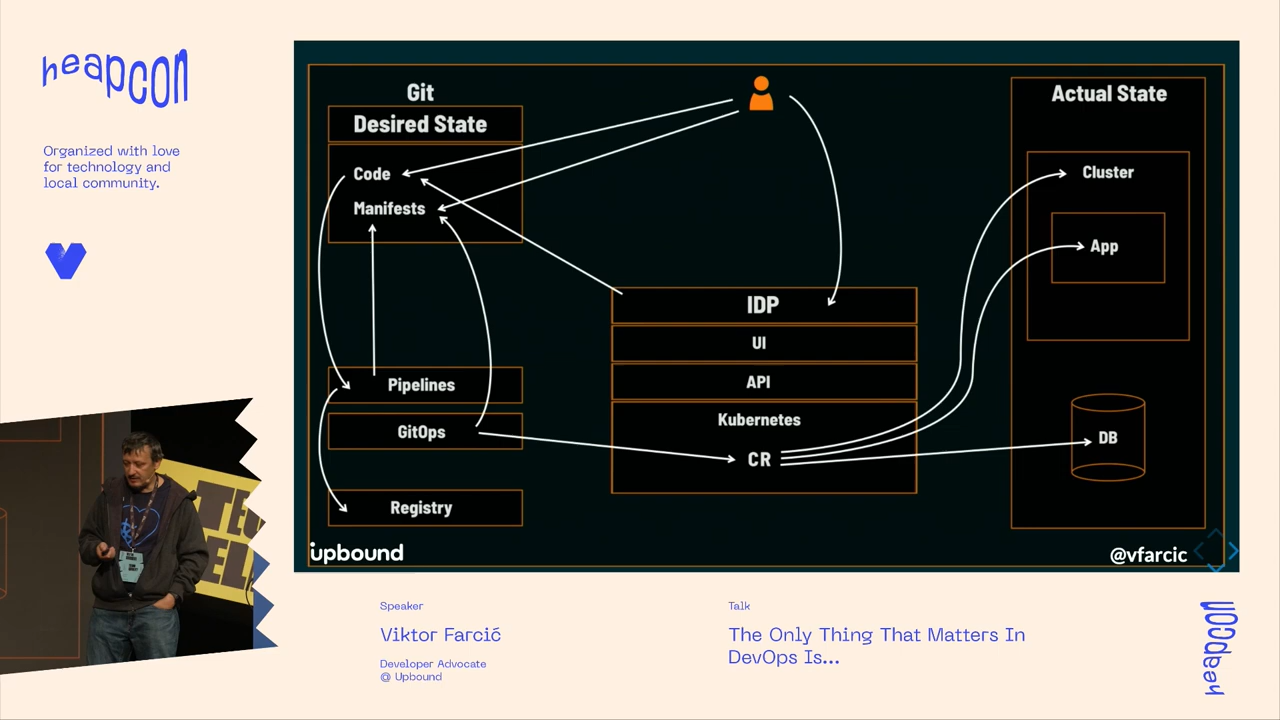 heapcon
Organized with love
for technology and
local community.
Git
Desired State
Code
Manifests
Pipelines
GitOps
Registry
IDP
UI
API
Kubernetes
CR
Actual State
Cluster
App
DB
upbound
@vfarcic
Speaker
Viktor Farcić
Developer Advocate
@ Upbound
Talk
The Only Thing That Matters In
DevOps Is...
heapcon